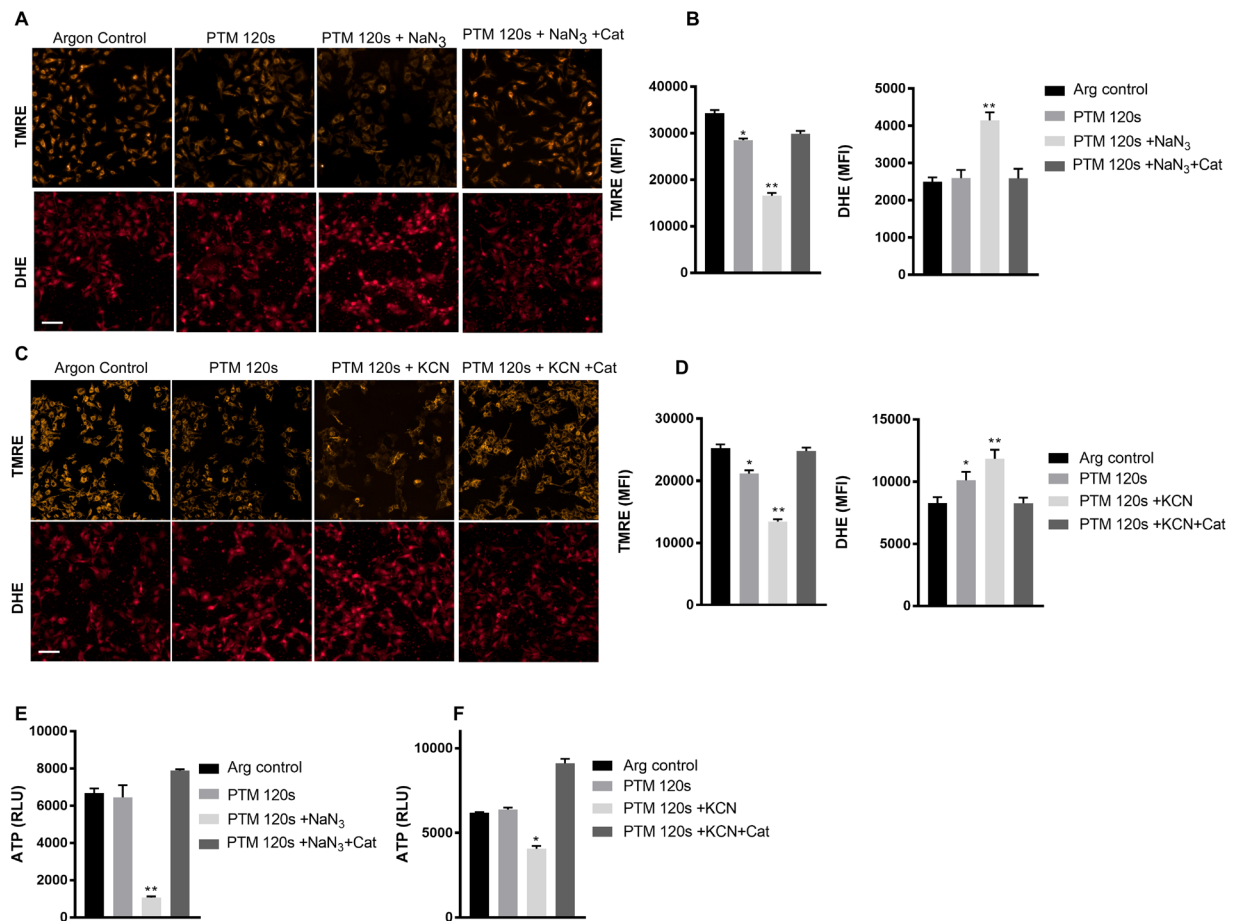 A
Argon Control
PTM 120s
PTM 120s + NaN3
PTM 120s + NaN3 +Cat
TMRE
DHE
B
TMRE (MFI)
40000
30000
20000
10000
0
*
**
DHE (MFI)
5000
4000
3000
2000
1000
0
**
Arg control
PTM 120s
PTM 120s +NaN3
PTM 120s +NaN3+Cat
C
Argon Control
PTM 120s
PTM 120s + KCN
PTM 120s + KCN +Cat
TMRE
DHE
D
TMRE (MFI)
30000
20000
10000
0
*
**
DHE (MFI)
15000
10000
5000
0
*
**
Arg control
PTM 120s
PTM 120s +KCN
PTM 120s +KCN+Cat
E
ATP (RLU)
10000
8000
6000
4000
2000
0
**
Arg control
PTM 120s
PTM 120s +NaN3
PTM 120s +NaN3+Cat
F
ATP (RLU)
10000
5000
0
*
Arg control
PTM 120s
PTM 120s +KCN
PTM 120s +KCN+Cat